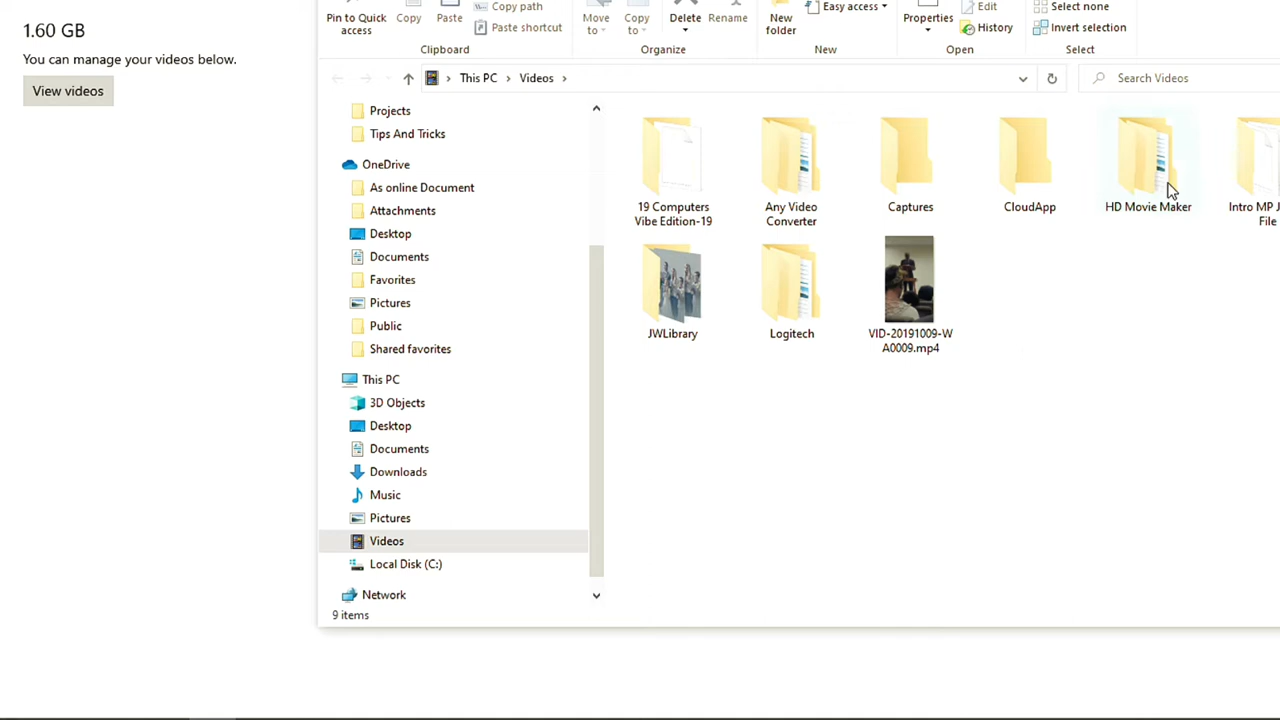 1.60 GB
You can manage your videos below.
View videos
Pin to Quick
access
Copy
Paste
Copy path
Paste shortcut
Clipboard
Move
to
Copy
to
Delete
Rename
Organize
New
folder
Easy access
New
Properties
Edit
History
Open
Select none
Invert selection
Select
This PC
Videos
Search Videos
Projects
Tips And Tricks
OneDrive
As online Document
Attachments
Desktop
Documents
Favorites
Pictures
Public
Shared favorites
This PC
3D Objects
Desktop
Documents
Downloads
Music
Pictures
Videos
Local Disk (C:)
Network
9 items
19 Computers
Vibe Edition-19
Any Video
Converter
Captures
CloudApp
HD Movie Maker
Intro MP J
File
JWLibrary
Logitech
VID-20191009-W
A0009.mp4